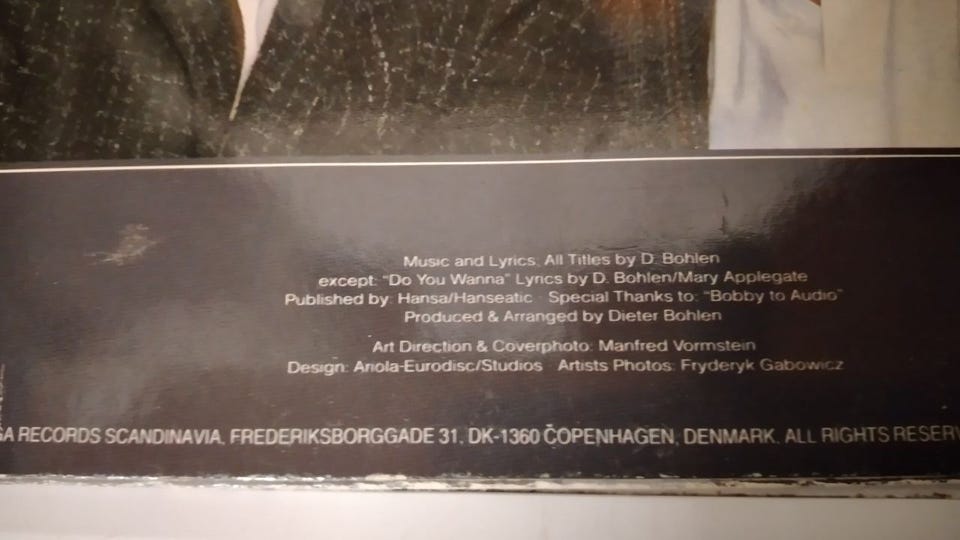 Music and Lyrics: All Titles by D. Bohlen
except: "Do You Wanna" Lyrics by D. Bohlen/Mary Applegate
Published by: Hansa/Hanseatic · Special Thanks to: "Bobby to Audio"
Produced & Arranged by Dieter Bohlen
Art Direction & Coverphoto: Manfred Vormstein
Design: Ariola-Eurodisc/Studios · Artists Photos: Fryderyk Gabowicz
GA RECORDS SCANDINAVIA, FREDERIKSBORGGADE 31, DK-1360 COPENHAGEN, DENMARK. ALL RIGHTS RESERV